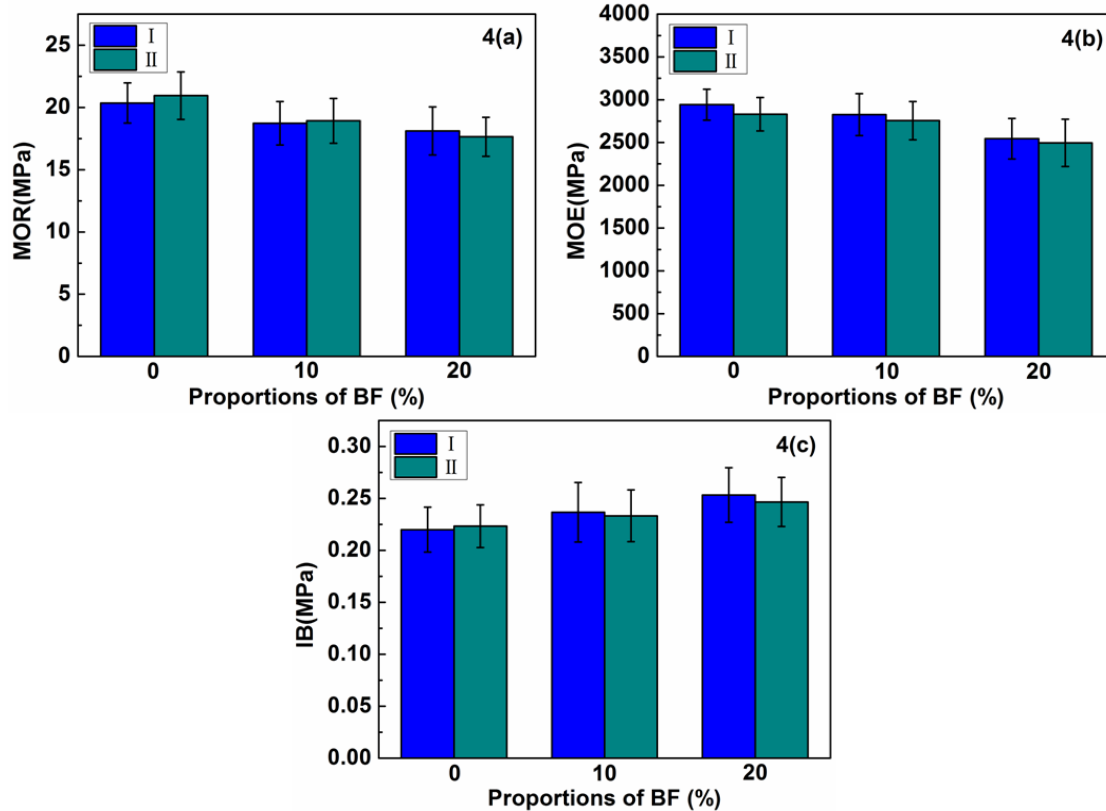 4(a)
I
II
25
20
15
10
5
0
MOR(MPa)
0 10 20
Proportions of BF (%)
4(b)
I
II
4000
3500
3000
2500
2000
1500
1000
500
0
MOE(MPa)
0 10 20
Proportions of BF (%)
4(c)
I
II
0.30
0.25
0.20
0.15
0.10
0.05
0.00
IB(MPa)
0 10 20
Proportions of BF (%)